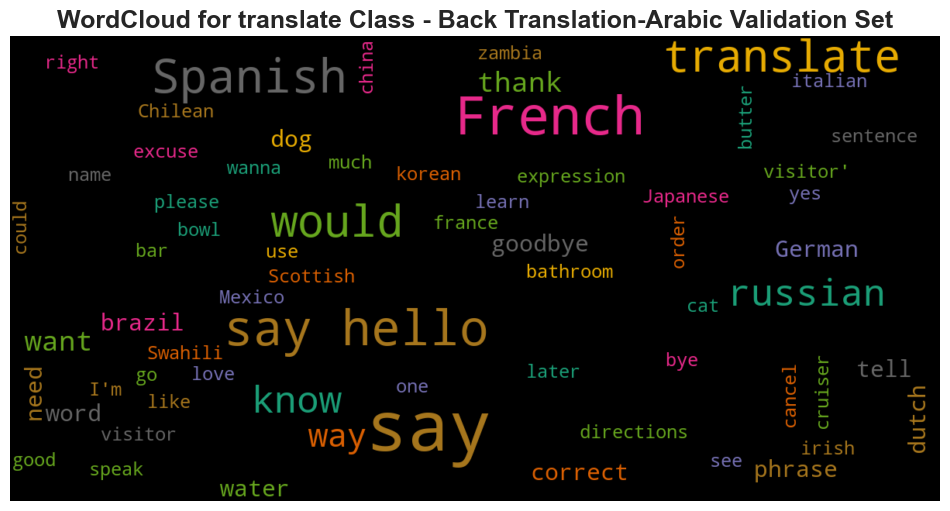 WordCloud for translate Class - Back Translation-Arabic Validation Set
right
Spanish
china
zambia
thank
translate
italian
Chilean
French
butter
dog
sentence
excuse
wanna
much
korean
expression
visitor'
name
Japanese
yes
please
learn
could
bowl
would
france
order
bar
use
goodbye
German
Scottish
bathroom
Mexico
cat
russian
brazil
say hello
want
Swahili
bye
tell
need
go
love
later
I'm
one
cancel
cruiser
dutch
like
know
word
say
visitor
way
directions
irish
good
speak
see
phrase
correct
water